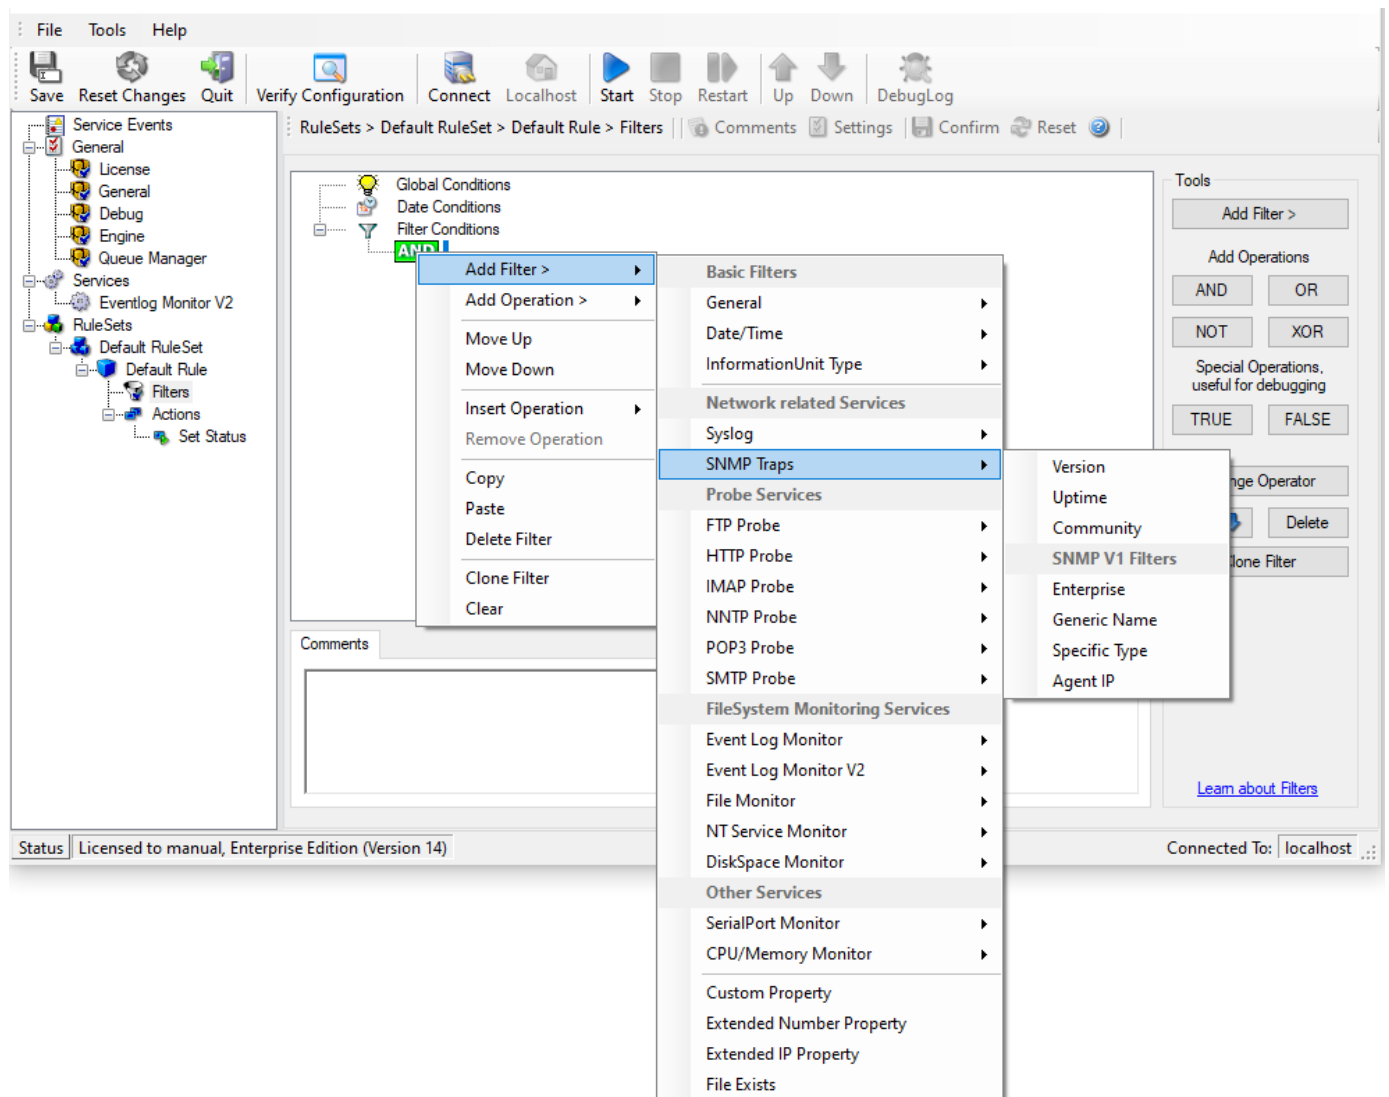 File Tools Help
Save Reset Changes Quit Verify Configuration Connect Localhost Start Stop Restart Up Down DebugLog
RuleSets > Default RuleSet > Default Rule > Filters Comments Settings Confirm Reset
Service Events
General
License
General
Debug
Engine
Queue Manager
Services
Eventlog Monitor V2
RuleSets
Default RuleSet
Default Rule
Filters
Actions
Set Status
Global Conditions
Date Conditions
Filter Conditions
AND
Add Filter >
Add Operation >
Move Up
Move Down
Insert Operation
Remove Operation
Copy
Paste
Delete Filter
Clone Filter
Clear
Basic Filters
General
Date/Time
InformationUnit Type
Network related Services
Syslog
SNMP Traps
Probe Services
FTP Probe
HTTP Probe
IMAP Probe
NNTP Probe
POP3 Probe
SMTP Probe
FileSystem Monitoring Services
Event Log Monitor
Event Log Monitor V2
File Monitor
NT Service Monitor
DiskSpace Monitor
Other Services
SerialPort Monitor
CPU/Memory Monitor
Custom Property
Extended Number Property
Extended IP Property
File Exists
Version
Uptime
Community
SNMP V1 Filters
Enterprise
Generic Name
Specific Type
Agent IP
Tools
Add Filter >
Add Operations
AND OR
NOT XOR
Special Operations,
useful for debugging
TRUE FALSE
nge Operator
Delete
lone Filter
Learn about Filters
Comments
Status Licensed to manual, Enterprise Edition (Version 14) Connected To: localhost